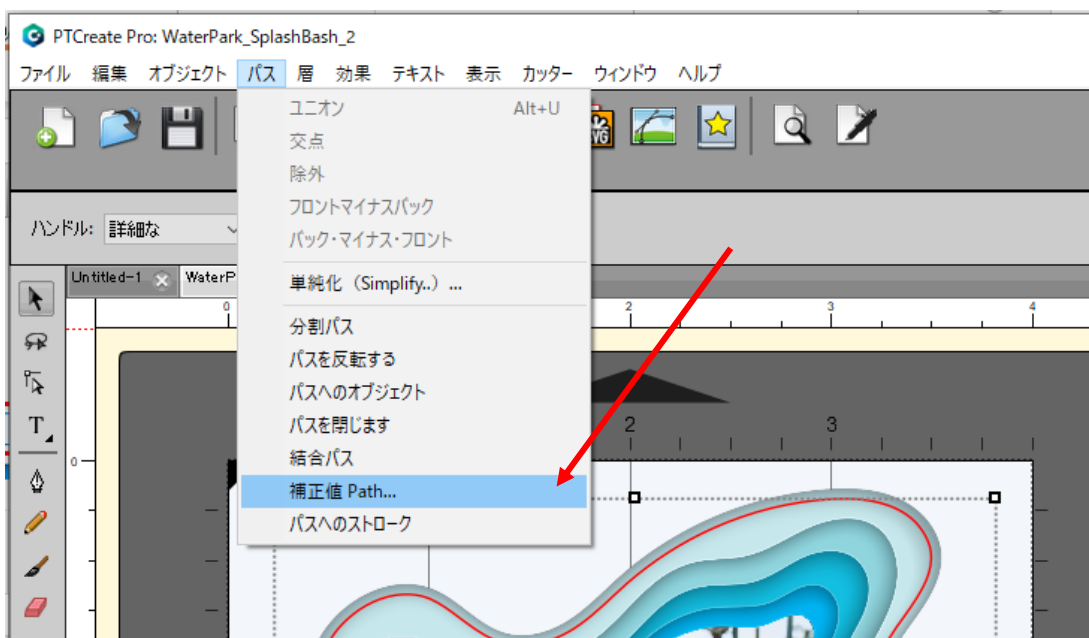 PTCreate Pro: WaterPark_SplashBash_2
ファイル 編集 オブジェクト パス 層 効果 テキスト 表示 カッター ウィンドウ ヘルプ
ユニオン Alt+U
交点
除外
フロントマイナスバック
バック・マイナス・フロント
単純化（Simplify..）...
分割パス
パスを反転する
パスへのオブジェクト
パスを閉じます
結合パス
補正値 Path...
パスへのストローク
SVG
ハンドル: 詳細な
Untitled-1 WaterP
0 2 3 4
T
2 3
0